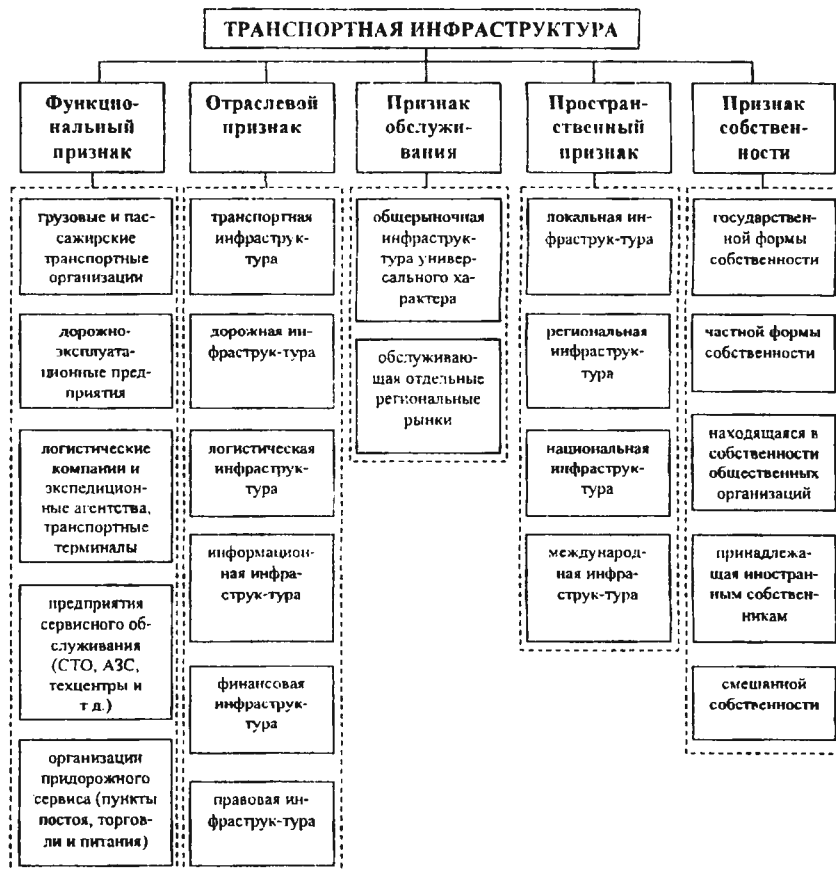 ТРАНСПОРТНАЯ ИНФРАСТРУКТУРА
Функцио-
нальный
признак
Отраслевой
признак
Признак
обслужи-
вания
Простран-
ственный
признак
Признак
собствен-
ности
грузовые и пас-
сажирские
транспортные
организации
дорожно-
эксплуата-
ционные пред-
приятия
логистические
компании и
экспедицион-
ные агентства,
транспортные
терминалы
предприятия
сервисного об-
служивания
(СТО, АЗС,
техцентры и
т д.)
организации
придорожного
сервиса (пункты
постоя, торгов-
ли и питания)
транспортная
инфраструк-
тура
дорожная ин-
фраструк-тура
логистическая
инфраструк-
тура
информацион-
ная инфра-
струк-тура
финансовая
инфраструк-
тура
правовая ин-
фраструк-тура
общерыночная
инфраструк-
тура универ-
сального ха-
рактера
обслуживаю-
щая отдельные
региональные
рынки
локальная ин-
фраструк-тура
региональная
инфраструк-
тура
национальная
инфраструк-
тура
международ-
ная инфра-
струк-тура
государствен-
ной формы
собственности
частной формы
собственности
находящаяся в
собственности
общественных
организаций
принадлежа-
щая иностран-
ным собствен-
никам
смешанной
собственности